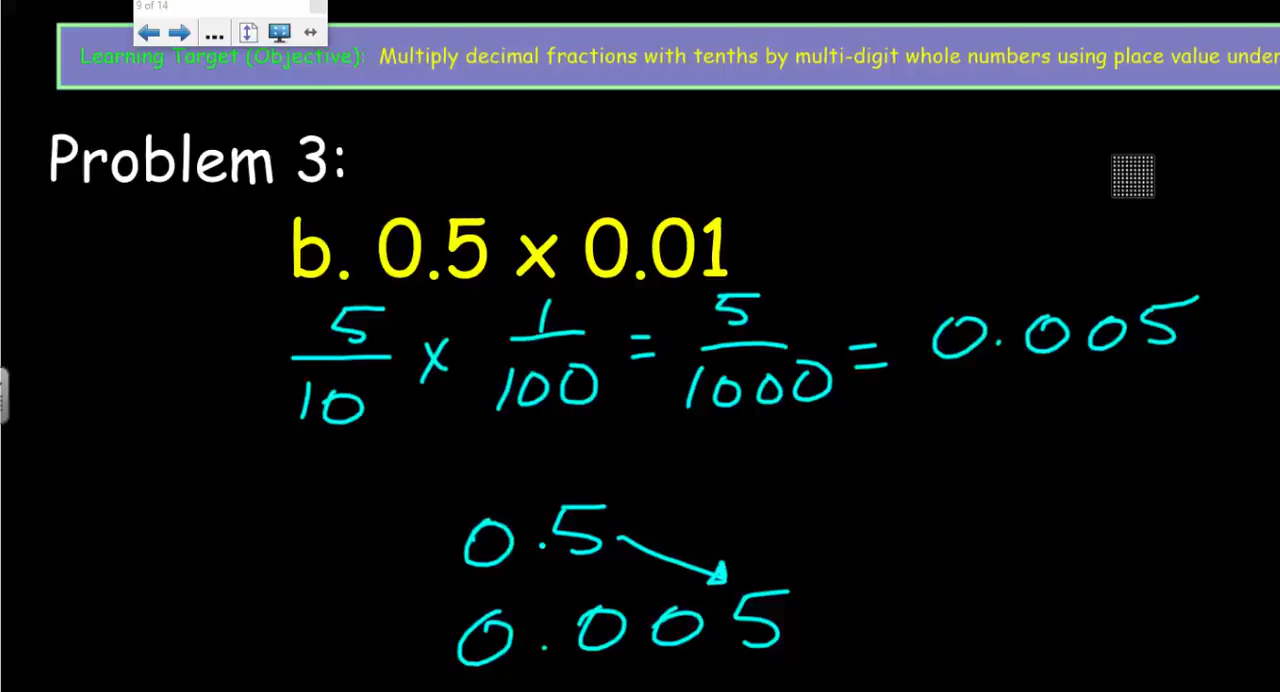 9 of 14
Learning Target (Objective): Multiply decimal fractions with tenths by multi-digit whole numbers using place value under
Problem 3:
b. 0.5 x 0.01
5/10 x 1/100 = 5/1000 = 0.005
0.5
0.005